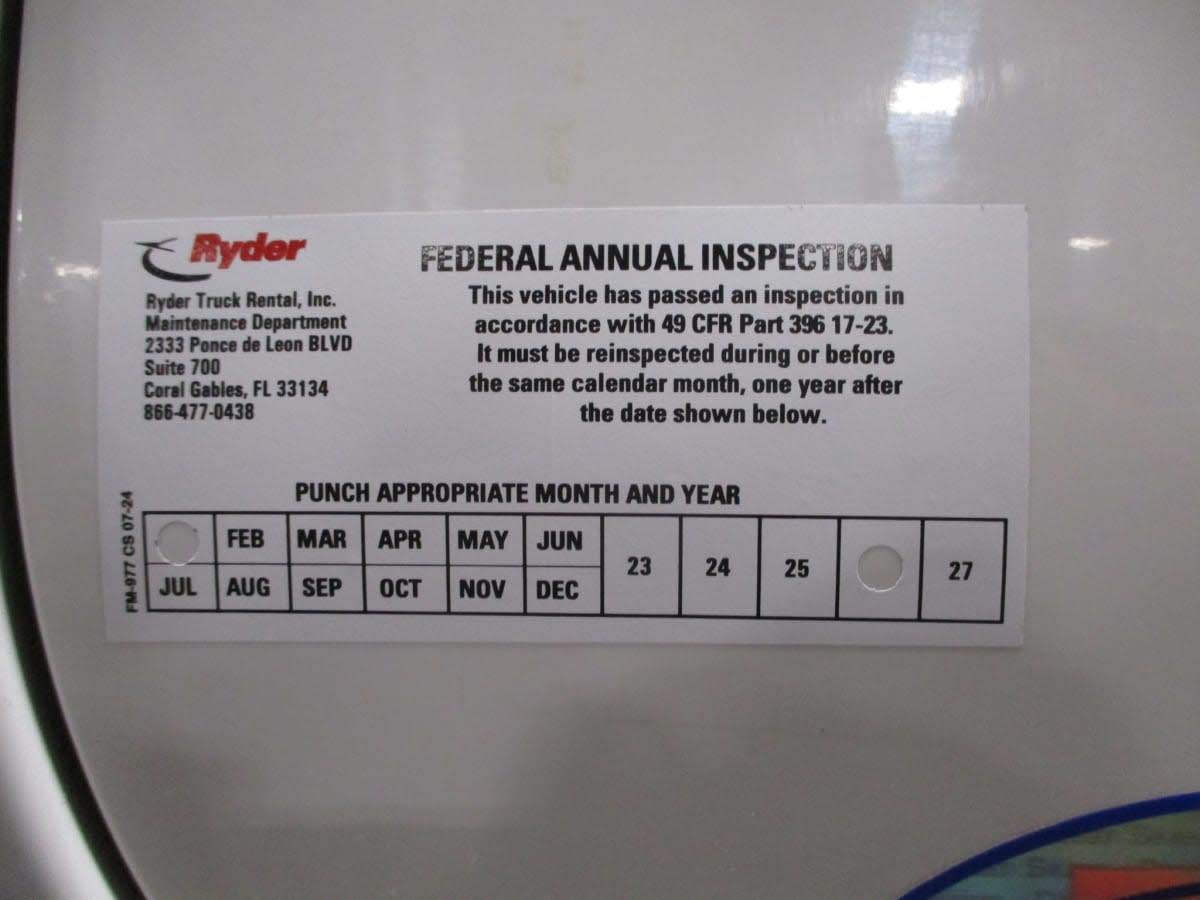 Ryder
Ryder Truck Rental, Inc.
Maintenance Department
2333 Ponce de Leon BLVD
Suite 700
Coral Gables, FL 33134
866-477-0438
FEDERAL ANNUAL INSPECTION
This vehicle has passed an inspection in
accordance with 49 CFR Part 396 17-23.
It must be reinspected during or before
the same calendar month, one year after
the date shown below.
PUNCH APPROPRIATE MONTH AND YEAR
FM-977 CS 07-24
FEB MAR APR MAY JUN
JUL AUG SEP OCT NOV DEC
23 24 25 27